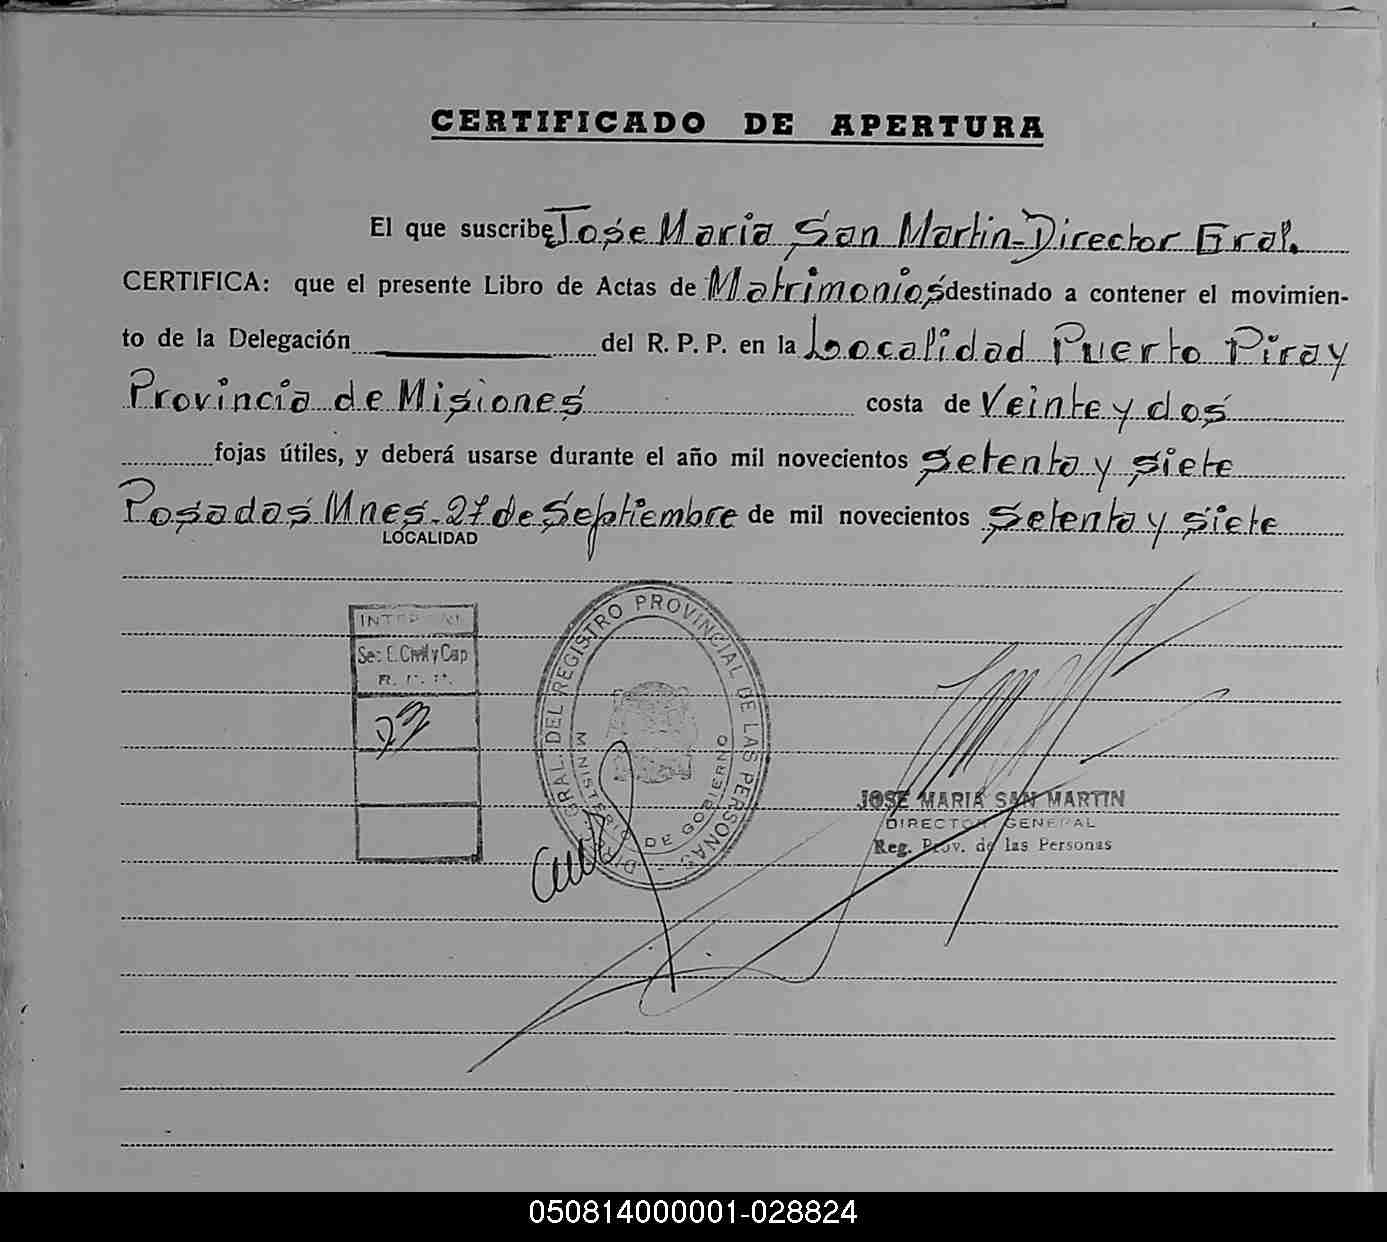 CERTIFICADO DE APERTURA
El que suscribe Jose Maria San Martin-Director Gral.
CERTIFICA: que el presente Libro de Actas de Matrimonios destinado a contener el movimien-
to de la Delegación del R. P. P. en la Localidad Puerto Piray
Provincia de Misiones costa de Veinte y dos
fojas útiles, y deberá usarse durante el año mil novecientos Setenta y siete
Posadas Mnes. 27 de Septiembre de mil novecientos Setenta y siete
LOCALIDAD
Sec E. Civil y Cap
R. P. P.
23
DIR. GRAL. DEL REGISTRO PROVINCIAL DE LAS PERSONAS
MINISTERIO DE GOBIERNO
JOSE MARIA SAN MARTIN
DIRECTOR GENERAL
Reg. Prov. de las Personas
050814000001-028824